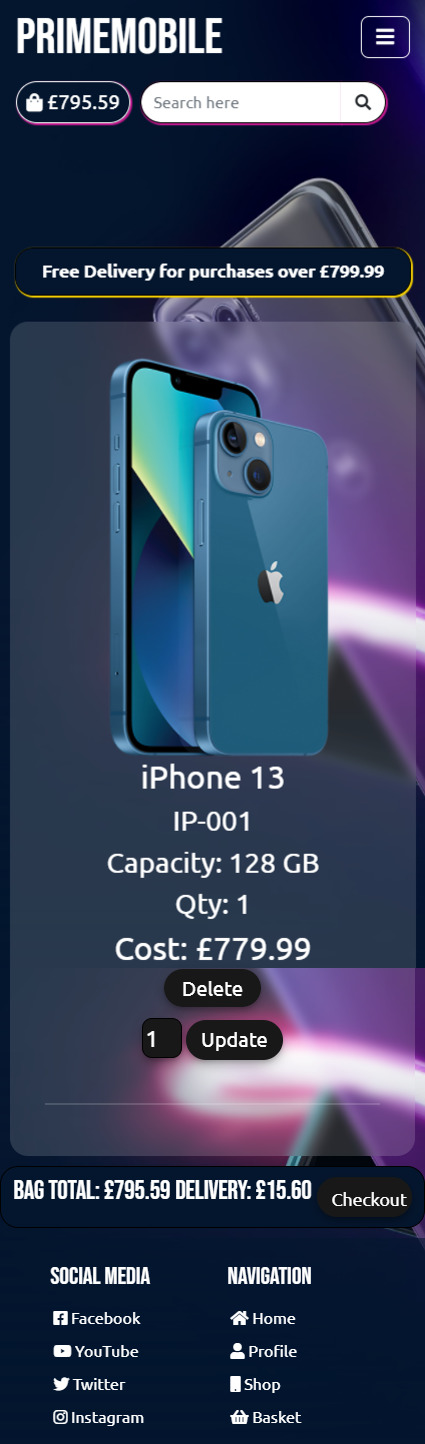 PRIMEMOBILE
£795.59
Search here
Free Delivery for purchases over £799.99
iPhone 13
IP-001
Capacity: 128 GB
Qty: 1
Cost: £779.99
Delete
1 Update
BAG TOTAL: £795.59 DELIVERY: £15.60 Checkout
SOCIAL MEDIA
Facebook
YouTube
Twitter
Instagram
NAVIGATION
Home
Profile
Shop
Basket